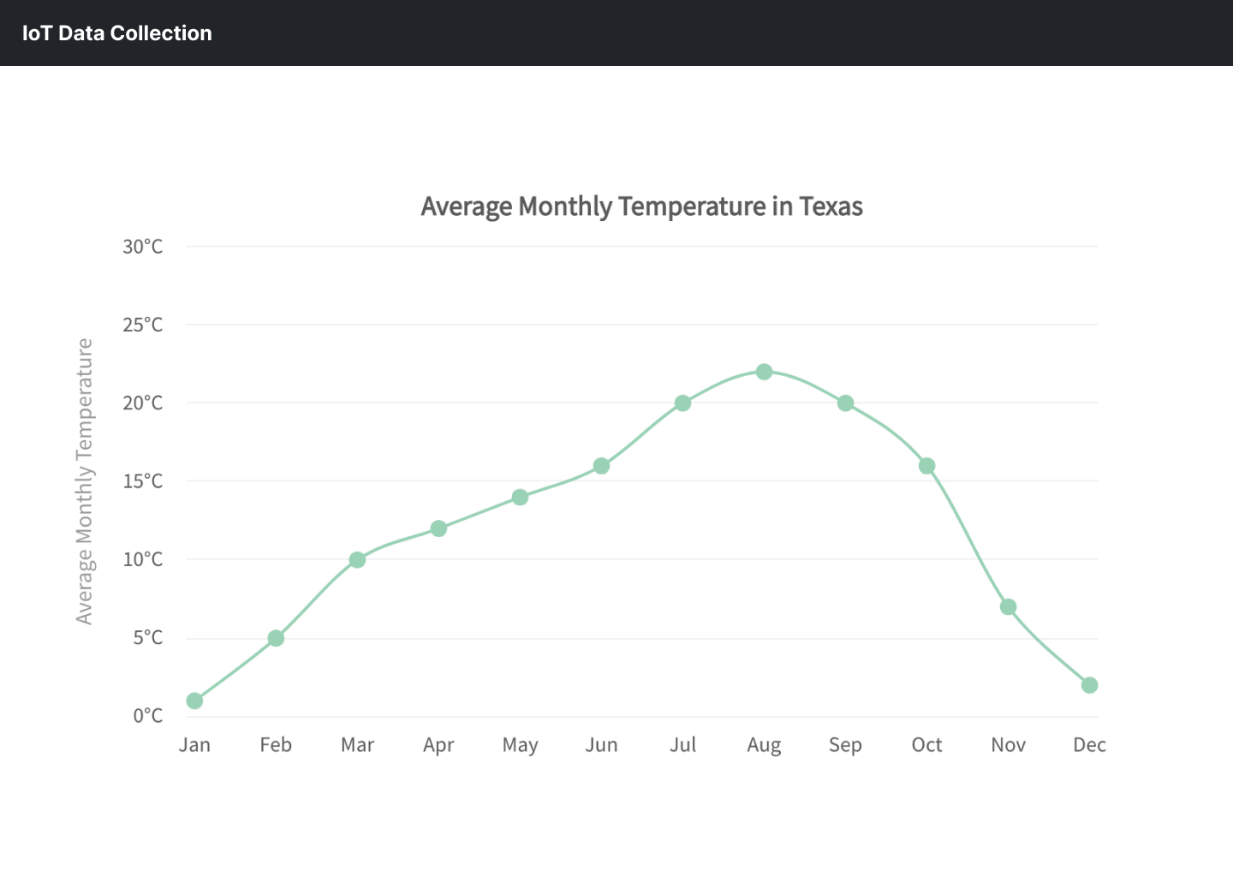 IoT Data Collection
Average Monthly Temperature in Texas
30°C
25°C
20°C
15°C
10°C
5°C
0°C
Average Monthly Temperature
Jan Feb Mar Apr May Jun Jul Aug Sep Oct Nov Dec